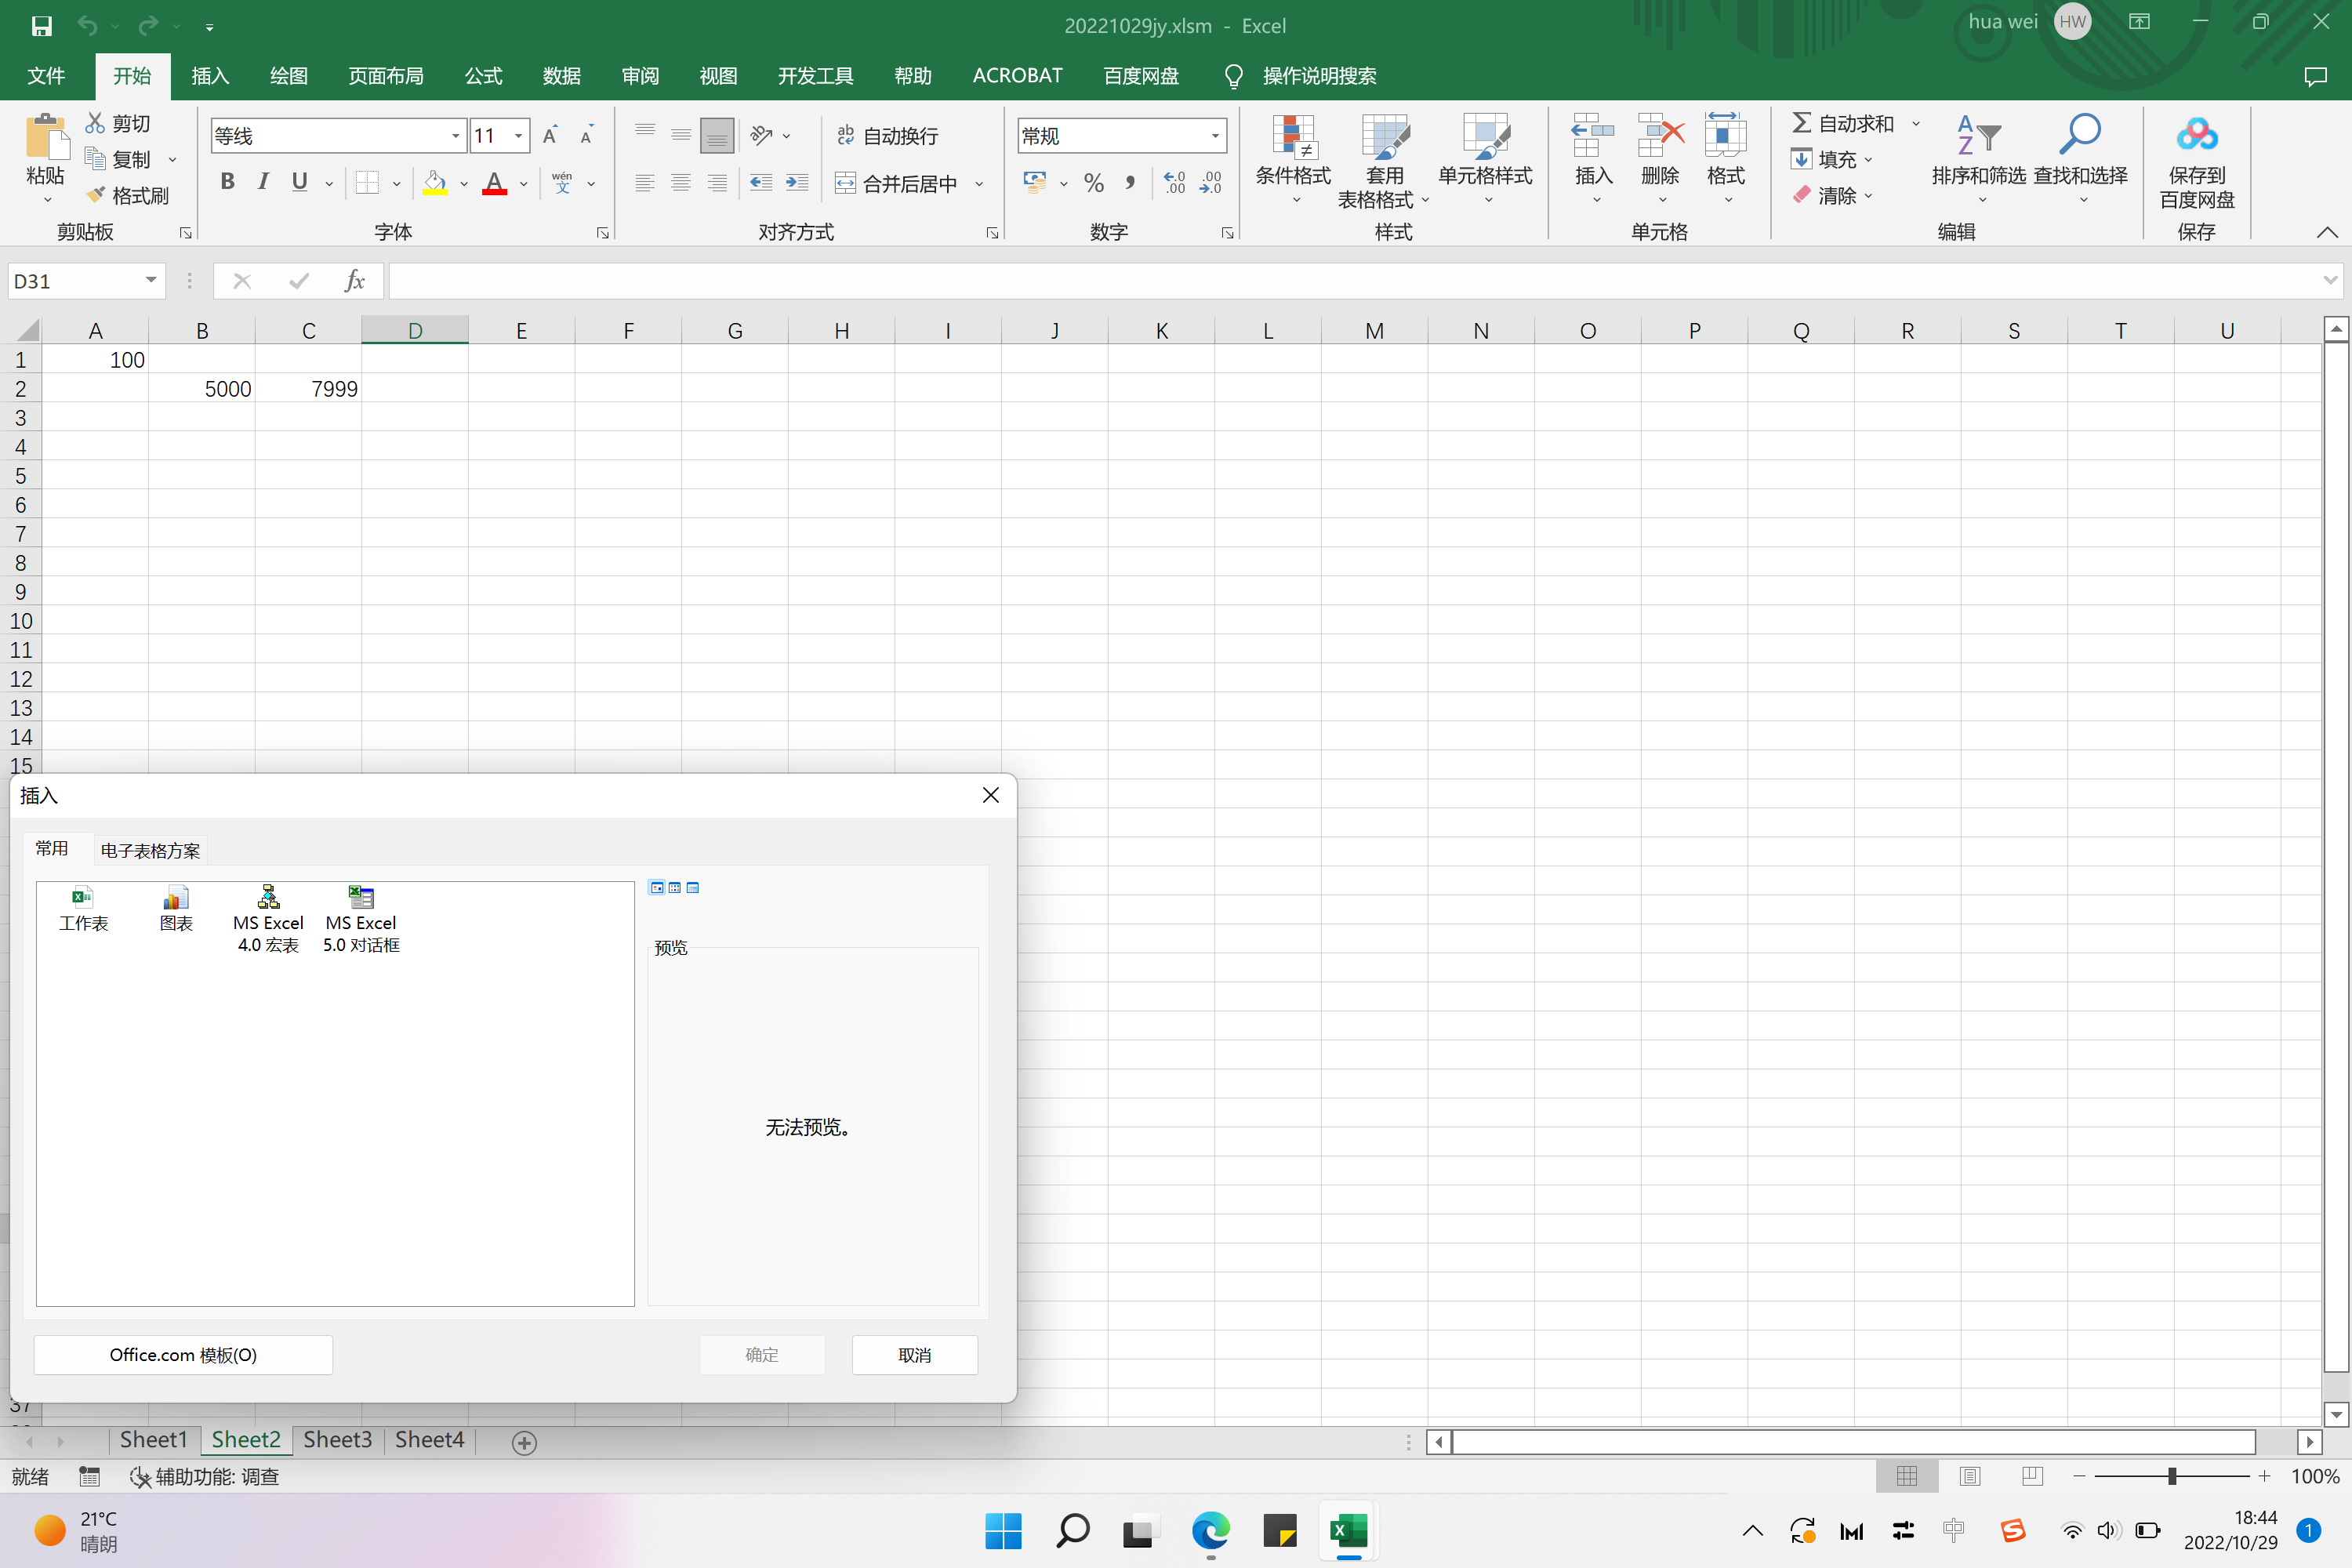 20221029jy.xlsm - Excel
hua wei
HW
文件 开始 插入 绘图 页面布局 公式 数据 审阅 视图 开发工具 帮助 ACROBAT 百度网盘 操作说明搜索
粘贴
剪切
复制
格式刷
剪贴板
等线
11
B I U
wén
文
字体
自动换行
合并后居中
对齐方式
常规
数字
条件格式
套用
表格格式
单元格样式
样式
插入
删除
格式
单元格
自动求和
填充
清除
排序和筛选
查找和选择
编辑
保存到
百度网盘
保存
D31
fx
A B C D E F G H I J K L M N O P Q R S T U
1 100
2 5000 7999
3
4
5
6
7
8
9
10
11
12
13
14
15
插入
常用 电子表格方案
工作表
图表
MS Excel
4.0 宏表
MS Excel
5.0 对话框
预览
无法预览。
Office.com 模板(O)
确定
取消
37
Sheet1 Sheet2 Sheet3 Sheet4
就绪
辅助功能: 调查
100%
21°C
晴朗
中
18:44
2022/10/29
1